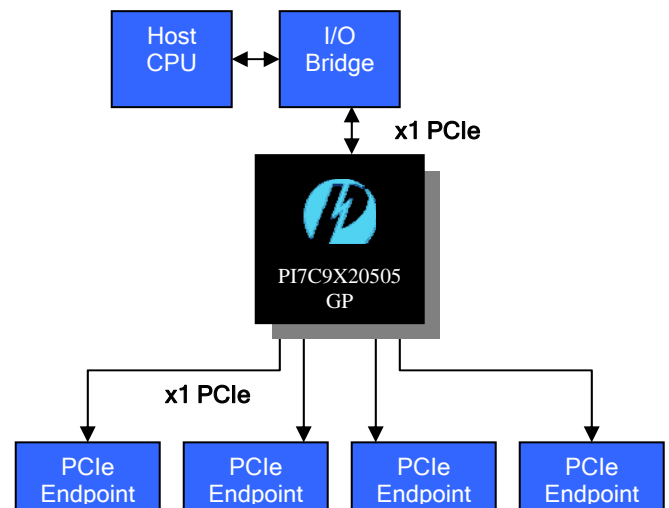 Host
CPU
I/O
Bridge
x1 PCIe
PI7C9X20505
GP
x1 PCIe
PCIe
Endpoint
PCIe
Endpoint
PCIe
Endpoint
PCIe
Endpoint